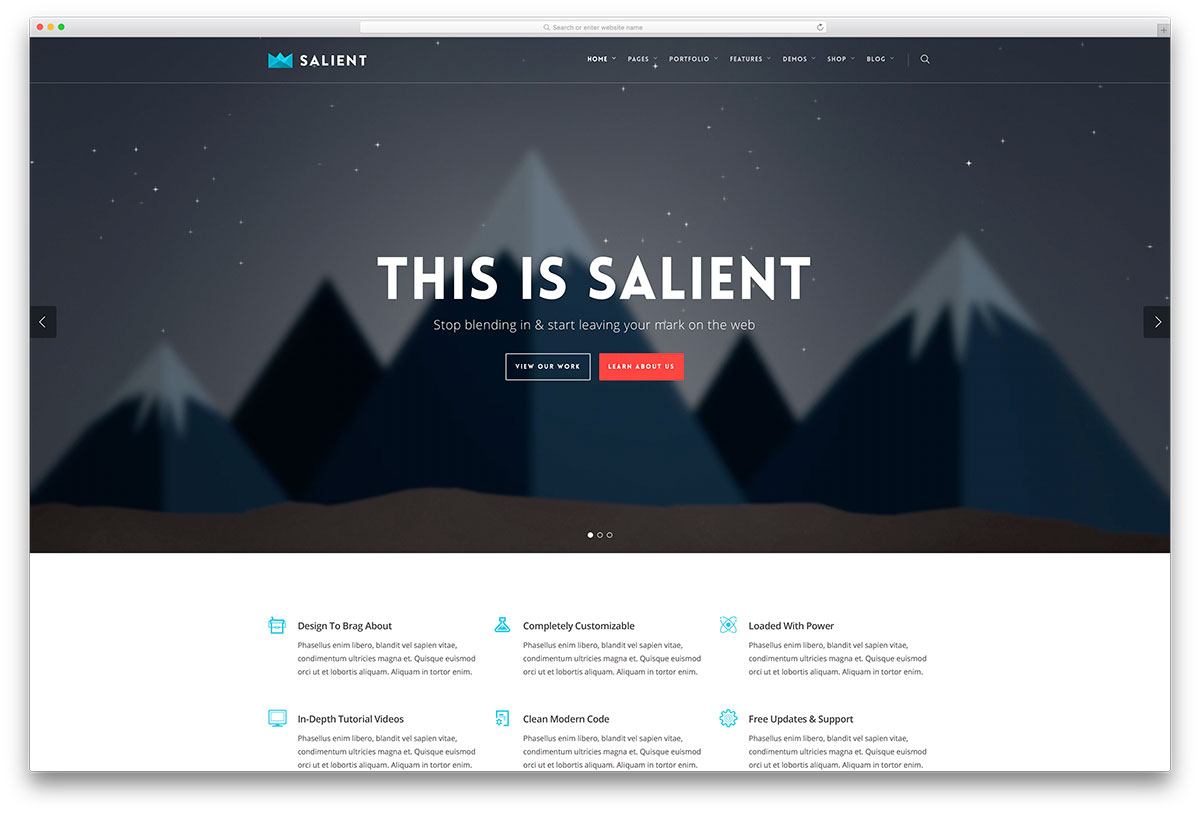 Search or enter website name
SALIENT
HOME PAGES PORTFOLIO FEATURES DEMOS SHOP BLOG
THIS IS SALIENT
Stop blending in & start leaving your mark on the web
VIEW OUR WORK
LEARN ABOUT US
Design To Brag About
Phasellus enim libero, blandit vel sapien vitae,
condimentum ultricies magna et. Quisque euismod
orci ut et lobortis aliquam. Aliquam in tortor enim.
Completely Customizable
Phasellus enim libero, blandit vel sapien vitae,
condimentum ultricies magna et. Quisque euismod
orci ut et lobortis aliquam. Aliquam in tortor enim.
Loaded With Power
Phasellus enim libero, blandit vel sapien vitae,
condimentum ultricies magna et. Quisque euismod
orci ut et lobortis aliquam. Aliquam in tortor enim.
In-Depth Tutorial Videos
Phasellus enim libero, blandit vel sapien vitae,
condimentum ultricies magna et. Quisque euismod
orci ut et lobortis aliquam. Aliquam in tortor enim.
Clean Modern Code
Phasellus enim libero, blandit vel sapien vitae,
condimentum ultricies magna et. Quisque euismod
orci ut et lobortis aliquam. Aliquam in tortor enim.
Free Updates & Support
Phasellus enim libero, blandit vel sapien vitae,
condimentum ultricies magna et. Quisque euismod
orci ut et lobortis aliquam. Aliquam in tortor enim.